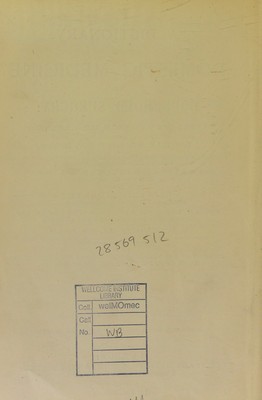 28569 512
WELLCOME INSTITUTE
LIBRARY
Coll. welMOmec
Call
No. WB